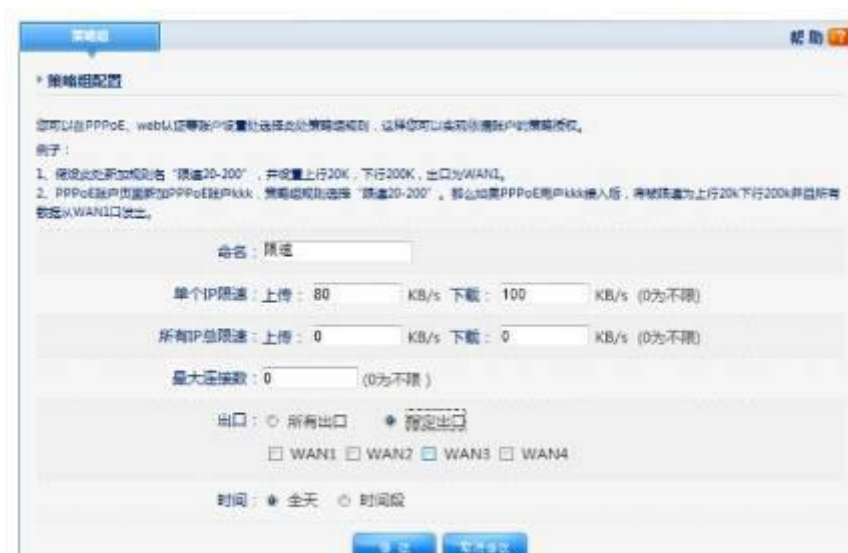 策略组
帮 助
策略组配置
您可以在PPPoE、web认证等账户设置处选择此处策略组规则，这样您可以实现依据账户的策略授权。
例子：
1、假设此处新加规则名“限速20-200”，并设置上行20K，下行200K，出口为WAN1。
2、PPPoE账户页面新加PPPoE账户kkk，策略组规则选择“限速20-200”。那么如果PPPoE用户kkk接入后，将被限速为上行20k下行200k并且所有
数据从WAN1口发出。
命名：限速
单个IP限速：上传：80 KB/s 下载：100 KB/s (0为不限)
所有IP总限速：上传：0 KB/s 下载：0 KB/s (0为不限)
最大连接数：0 (0为不限 )
出口：所有出口 指定出口
WAN1 WAN2 WAN3 WAN4
时间：全天 时间段
取消修改